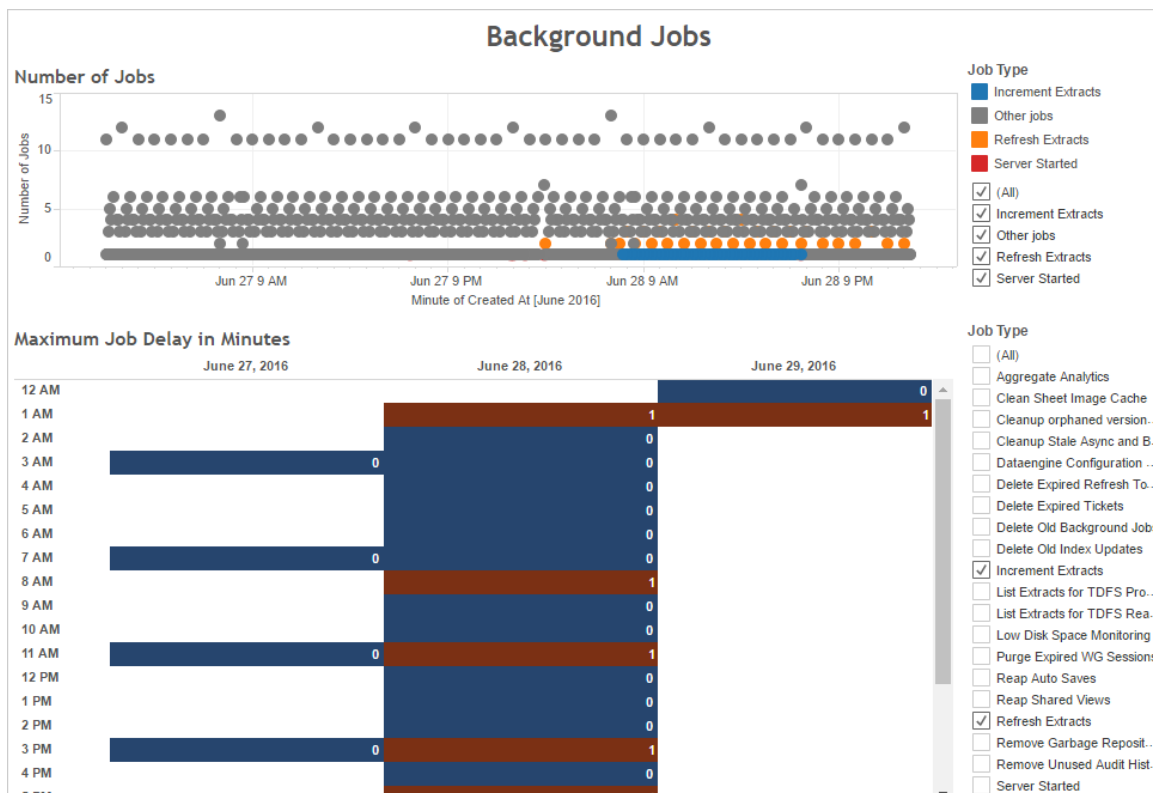 Background Jobs
Number of Jobs
15
10
5
0
Number of Jobs
Jun 27 9 AM Jun 27 9 PM Jun 28 9 AM Jun 28 9 PM
Minute of Created At [June 2016]
Job Type
Increment Extracts
Other jobs
Refresh Extracts
Server Started
(All)
Increment Extracts
Other jobs
Refresh Extracts
Server Started
Maximum Job Delay in Minutes
June 27, 2016 June 28, 2016 June 29, 2016
12 AM 0
1 AM 1 1
2 AM 0
3 AM 0 0
4 AM 0
5 AM 0
6 AM 0
7 AM 0 0
8 AM 1
9 AM 0
10 AM 0
11 AM 0 1
12 PM 0
1 PM 0
2 PM 0
3 PM 0 1
4 PM 0
Job Type
(All)
Aggregate Analytics
Clean Sheet Image Cache
Cleanup orphaned version...
Cleanup Stale Async and B...
Dataengine Configuration ...
Delete Expired Refresh To...
Delete Expired Tickets
Delete Old Background Jobs
Delete Old Index Updates
Increment Extracts
List Extracts for TDFS Pro...
List Extracts for TDFS Rea...
Low Disk Space Monitoring
Purge Expired WG Sessions
Reap Auto Saves
Reap Shared Views
Refresh Extracts
Remove Garbage Reposit...
Remove Unused Audit Hist...
Server Started